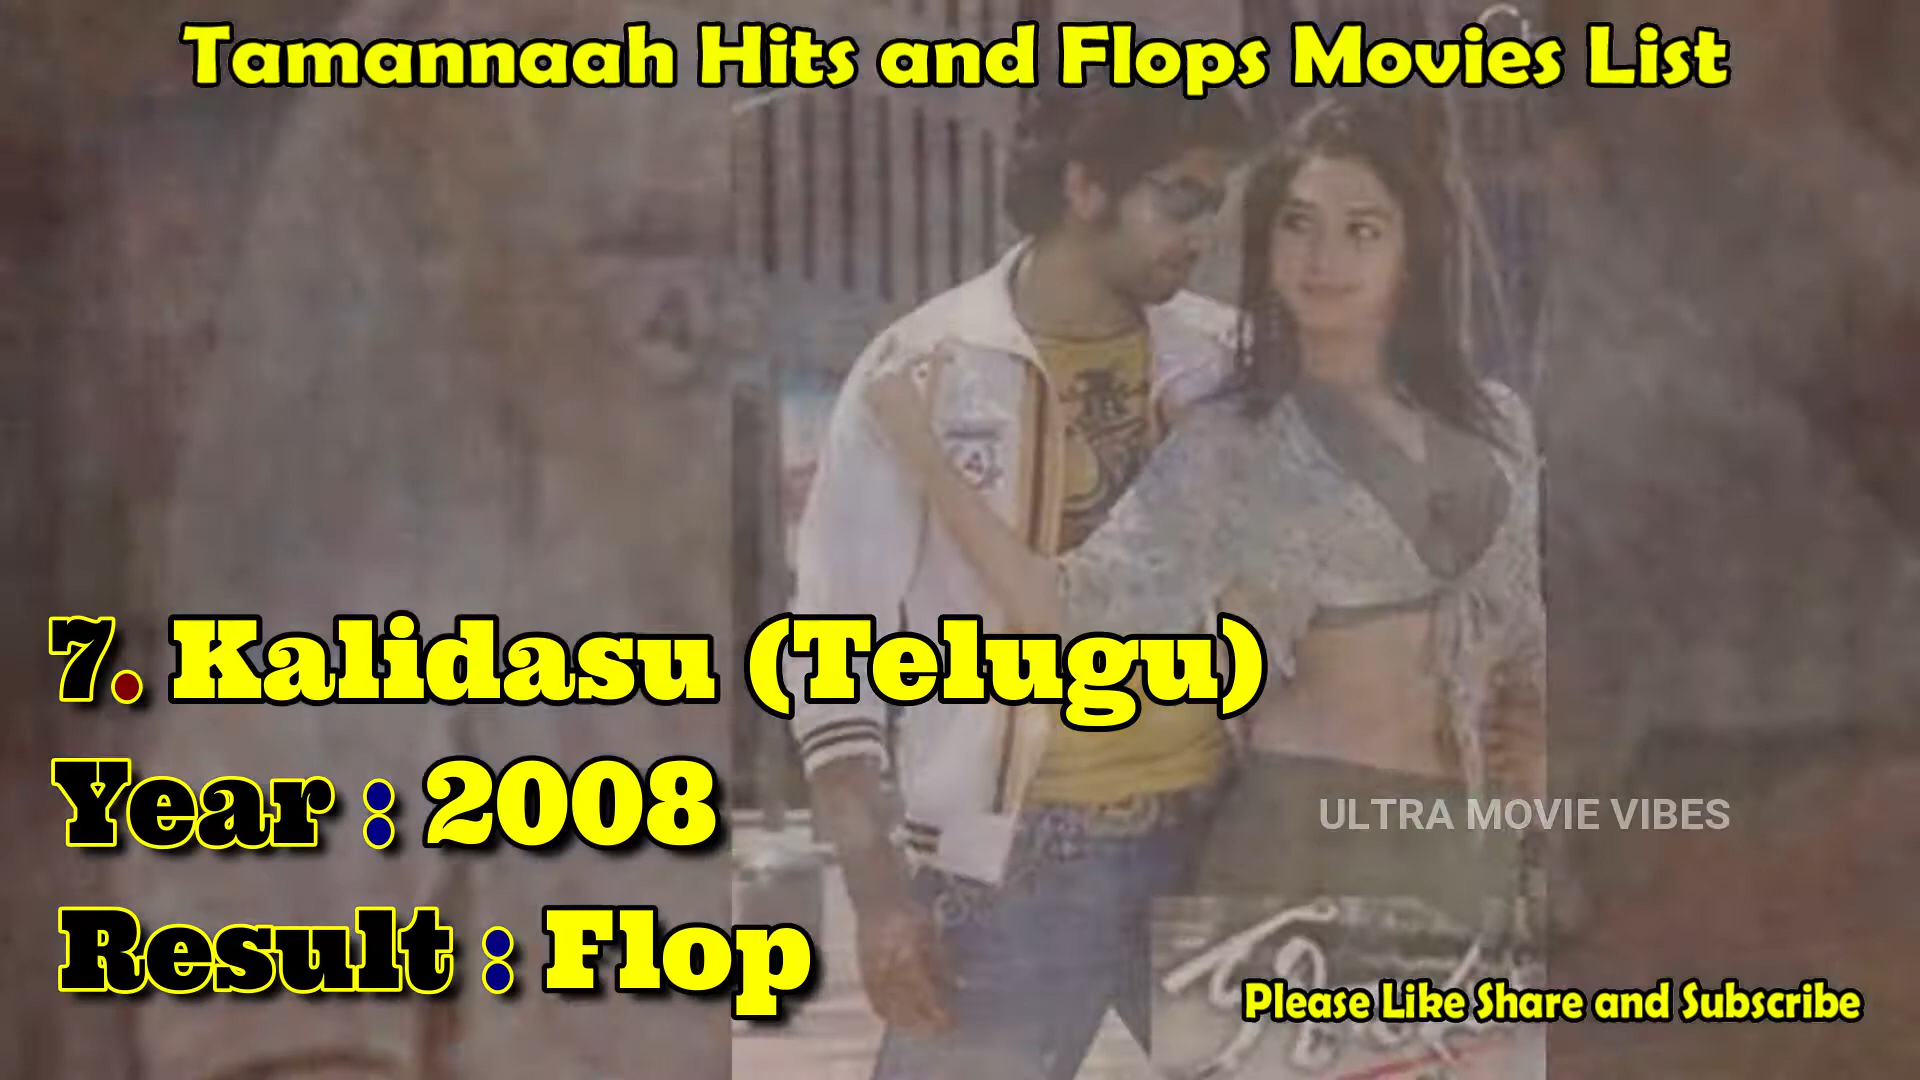 Tamannaah Hits and Flops Movies List
7. Kalidasu (Telugu)
Year : 2008
ULTRA MOVIE VIBES
Result : Flop
Please Like Share and Subscribe